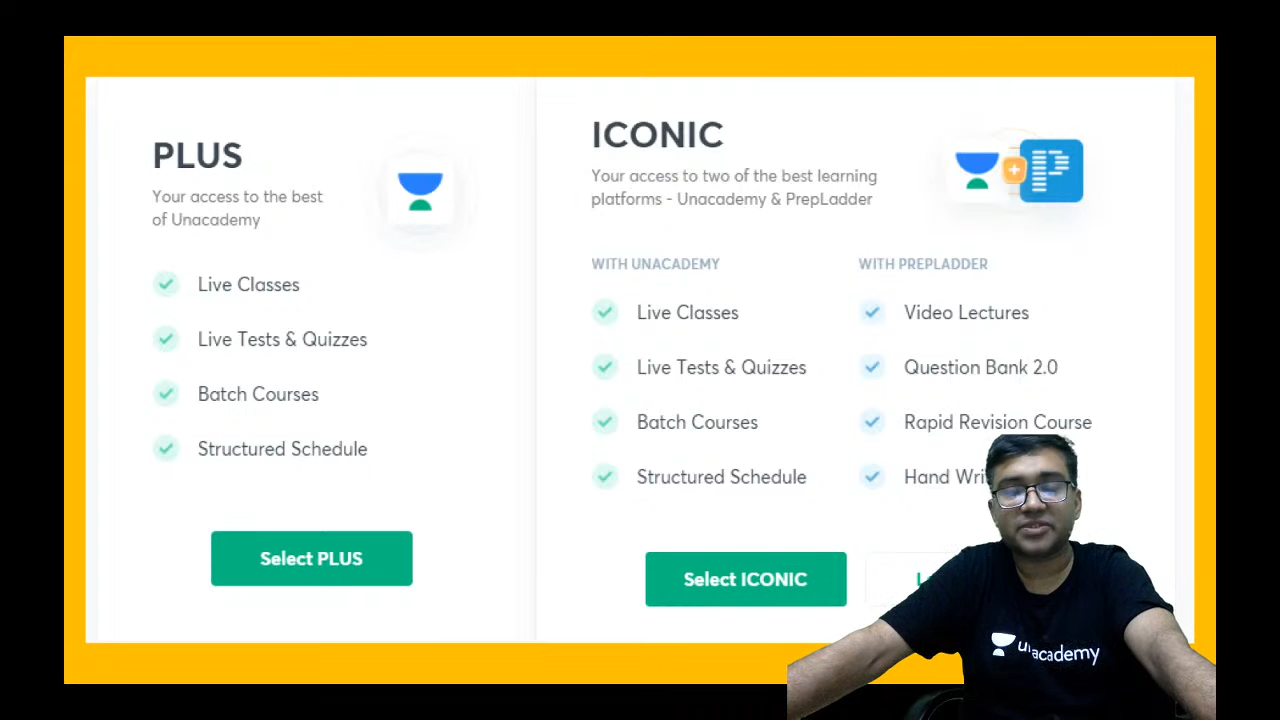 PLUS
Your access to the best
of Unacademy
Live Classes
Live Tests & Quizzes
Batch Courses
Structured Schedule
Select PLUS
ICONIC
Your access to two of the best learning
platforms - Unacademy & PrepLadder
WITH UNACADEMY
Live Classes
Live Tests & Quizzes
Batch Courses
Structured Schedule
WITH PREPLADDER
Video Lectures
Question Bank 2.0
Rapid Revision Course
Hand
Select ICONIC
unacademy